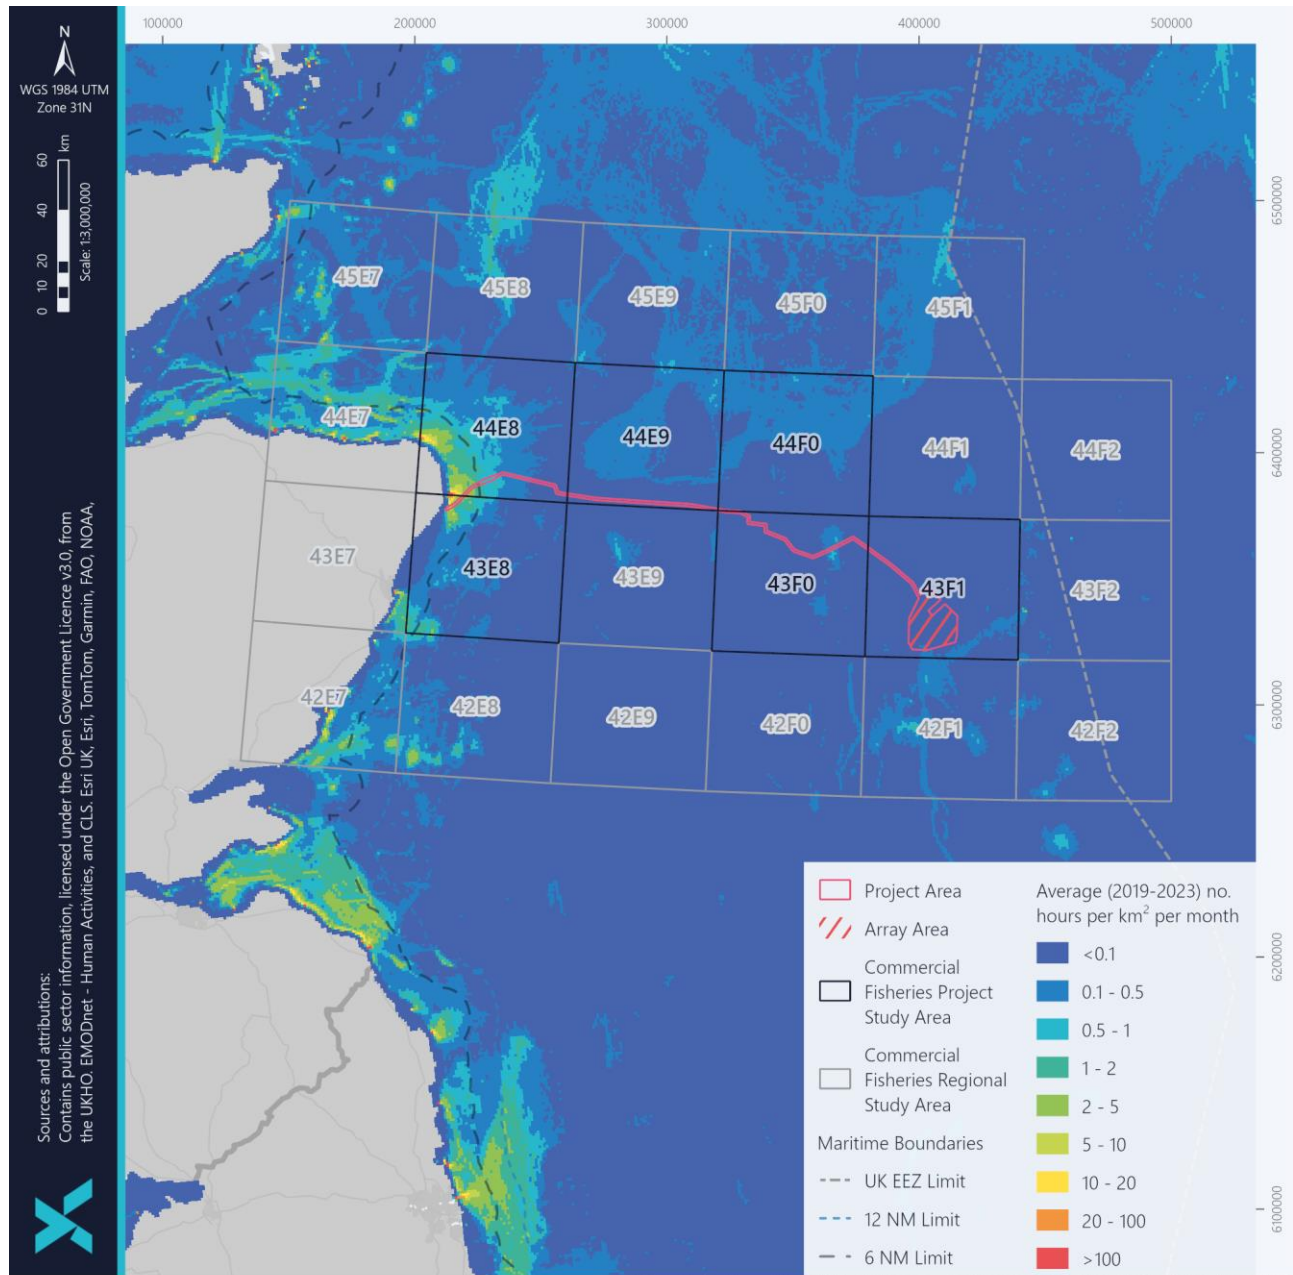 100000
200000
300000
400000
500000
N
WGS 1984 UTM
Zone 31N
km
0 10 20 40 60
Scale: 1:3,000,000
Sources and attributions:
Contains public sector information, licensed under the Open Government Licence v3.0, from
the UKHO. EMODnet - Human Activities, and CLS. Esri UK, Esri, TomTom, Garmin, FAO, NOAA,
6500000
6400000
6300000
6200000
6100000
45E7
45E8
45E9
45F0
45F1
44E7
44E8
44E9
44F0
44F1
44F2
43E7
43E8
43E9
43F0
43F1
43F2
42E7
42E8
42E9
42F0
42F1
42F2
Project Area
Array Area
Commercial
Fisheries Project
Study Area
Commercial
Fisheries Regional
Study Area
Maritime Boundaries
UK EEZ Limit
12 NM Limit
6 NM Limit
Average (2019-2023) no.
hours per km² per month
<0.1
0.1 - 0.5
0.5 - 1
1 - 2
2 - 5
5 - 10
10 - 20
20 - 100
>100